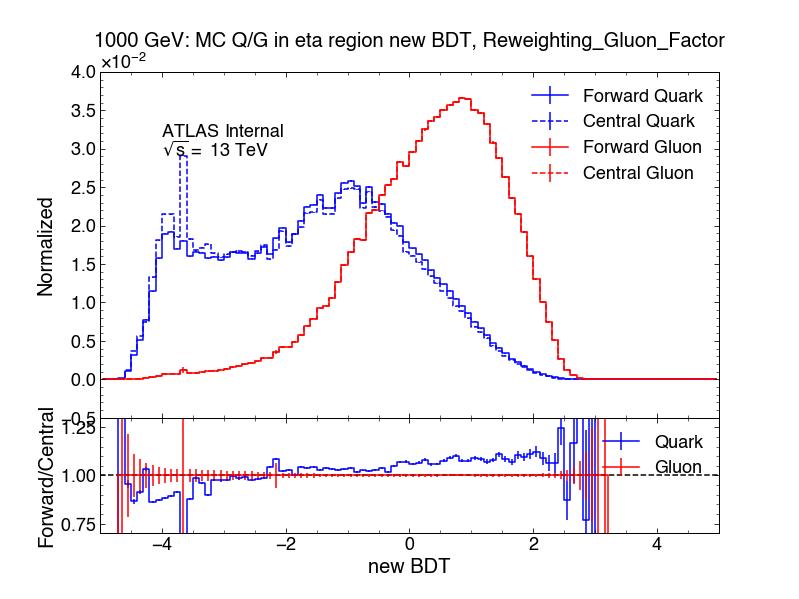 1000 GeV: MC Q/G in eta region new BDT, Reweighting_Gluon_Factor
×10⁻²
4.0
3.5
3.0
2.5
2.0
1.5
1.0
0.5
0.0
−0.5
Normalized
ATLAS Internal
√s = 13 TeV
Forward Quark
Central Quark
Forward Gluon
Central Gluon
1.25
1.00
0.75
Forward/Central
Quark
Gluon
−4 −2 0 2 4
new BDT